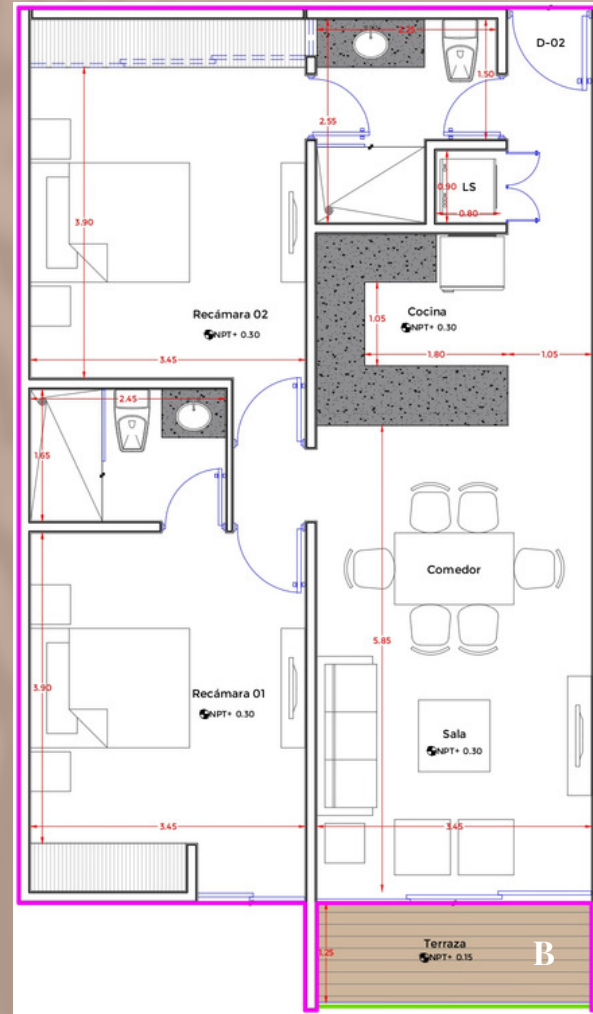 D-02
2.25
1.50
2.55
0.90
LS
0.80
3.90
Recámara 02
NPT+ 0.30
3.45
Cocina
NPT+ 0.30
1.05
1.80
1.05
2.45
1.65
Comedor
5.85
3.90
Recámara 01
NPT+ 0.30
Sala
NPT+ 0.30
3.45
3.45
Terraza
NPT+ 0.15
B
1.25